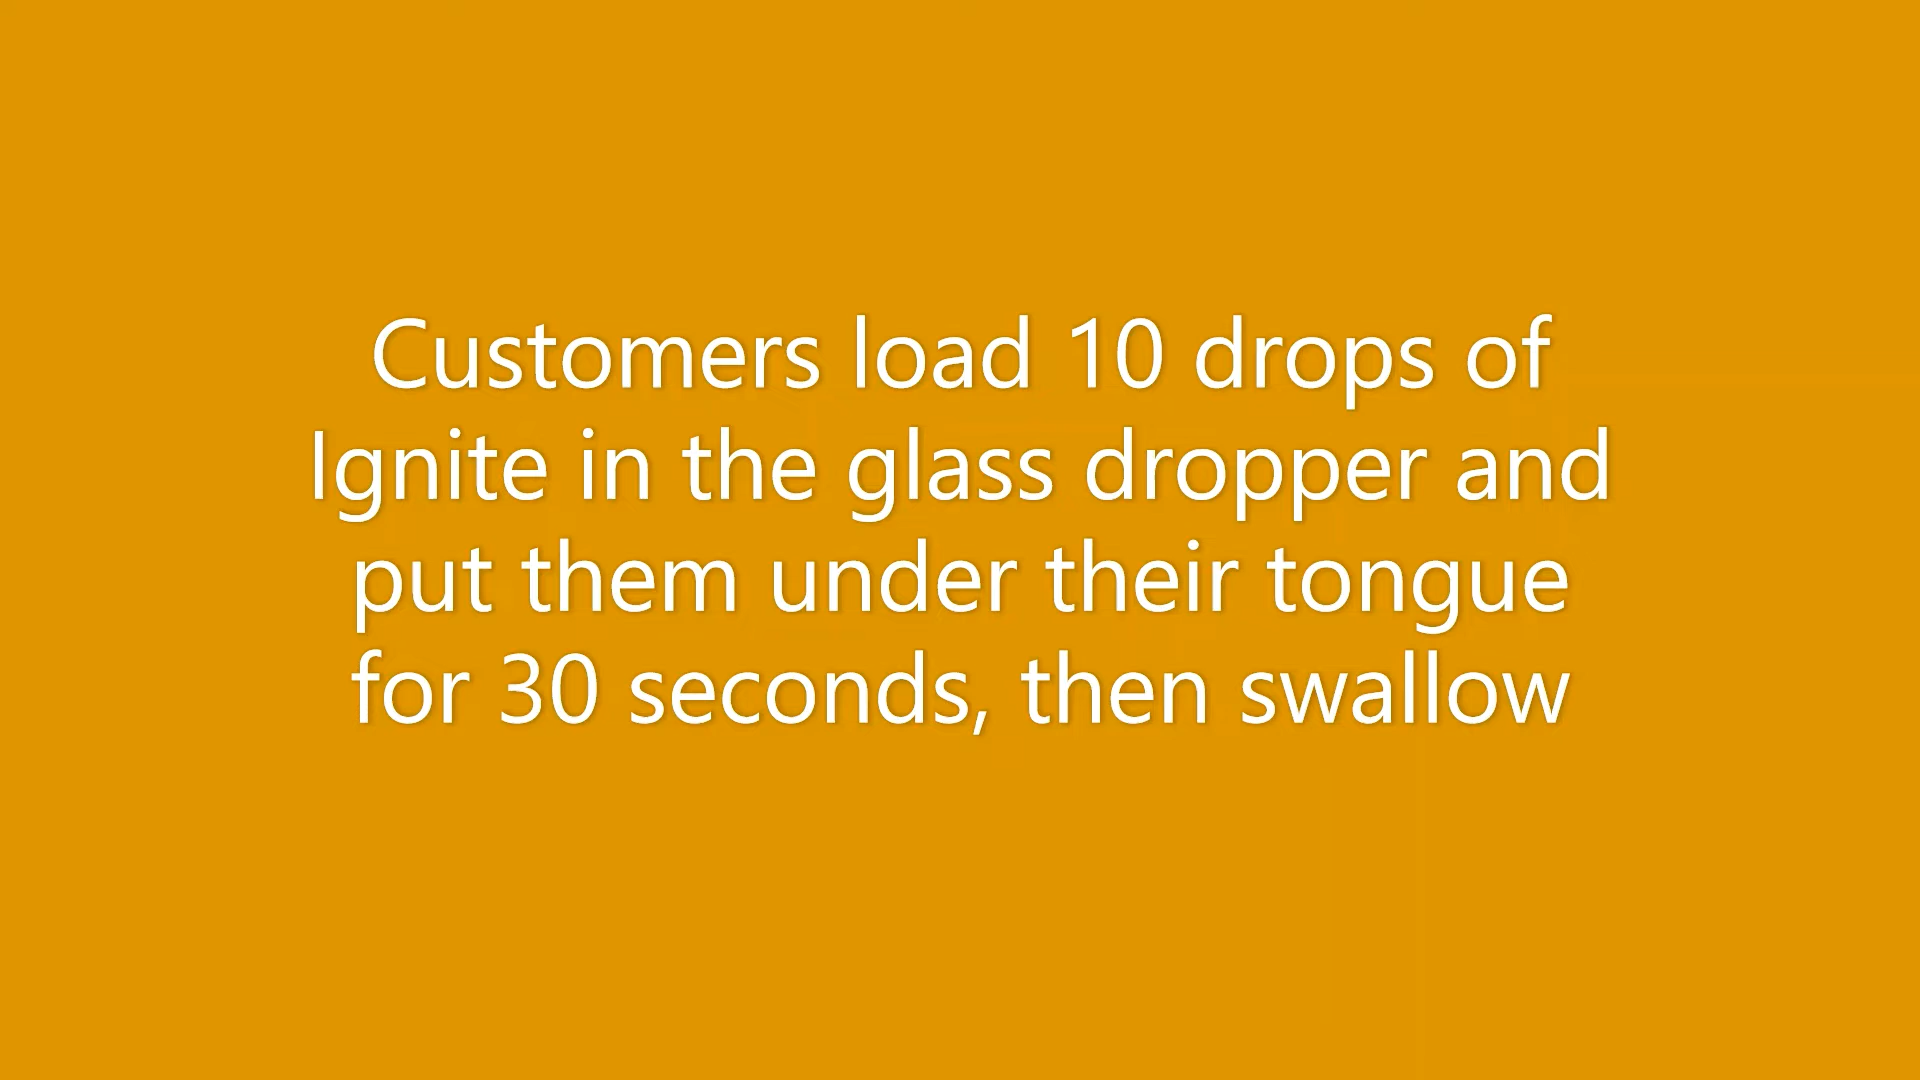 Customers load 10 drops of
Ignite in the glass dropper and
put them under their tongue
for 30 seconds, then swallow